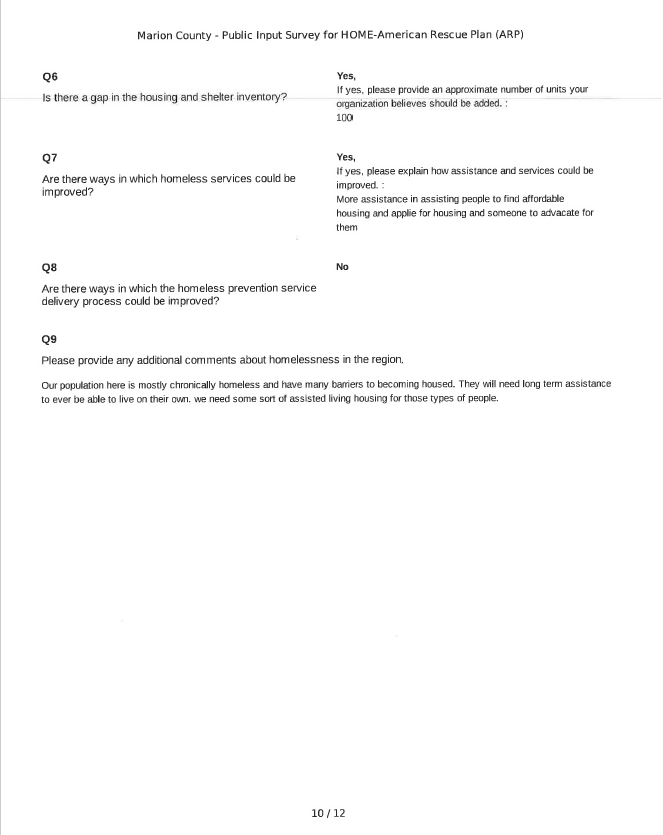 Marion County - Public Input Survey for HOME-American Rescue Plan (ARP)
Q6
Is there a gap in the housing and shelter inventory?
Yes,
If yes, please provide an approximate number of units your
organization believes should be added. :
100
Q7
Are there ways in which homeless services could be
improved?
Yes,
If yes, please explain how assistance and services could be
improved. :
More assistance in assisting people to find affordable
housing and applie for housing and someone to advacate for
them
Q8
Are there ways in which the homeless prevention service
delivery process could be improved?
No
Q9
Please provide any additional comments about homelessness in the region.
Our population here is mostly chronically homeless and have many barriers to becoming housed. They will need long term assistance
to ever be able to live on their own. we need some sort of assisted living housing for those types of people.
10 / 12